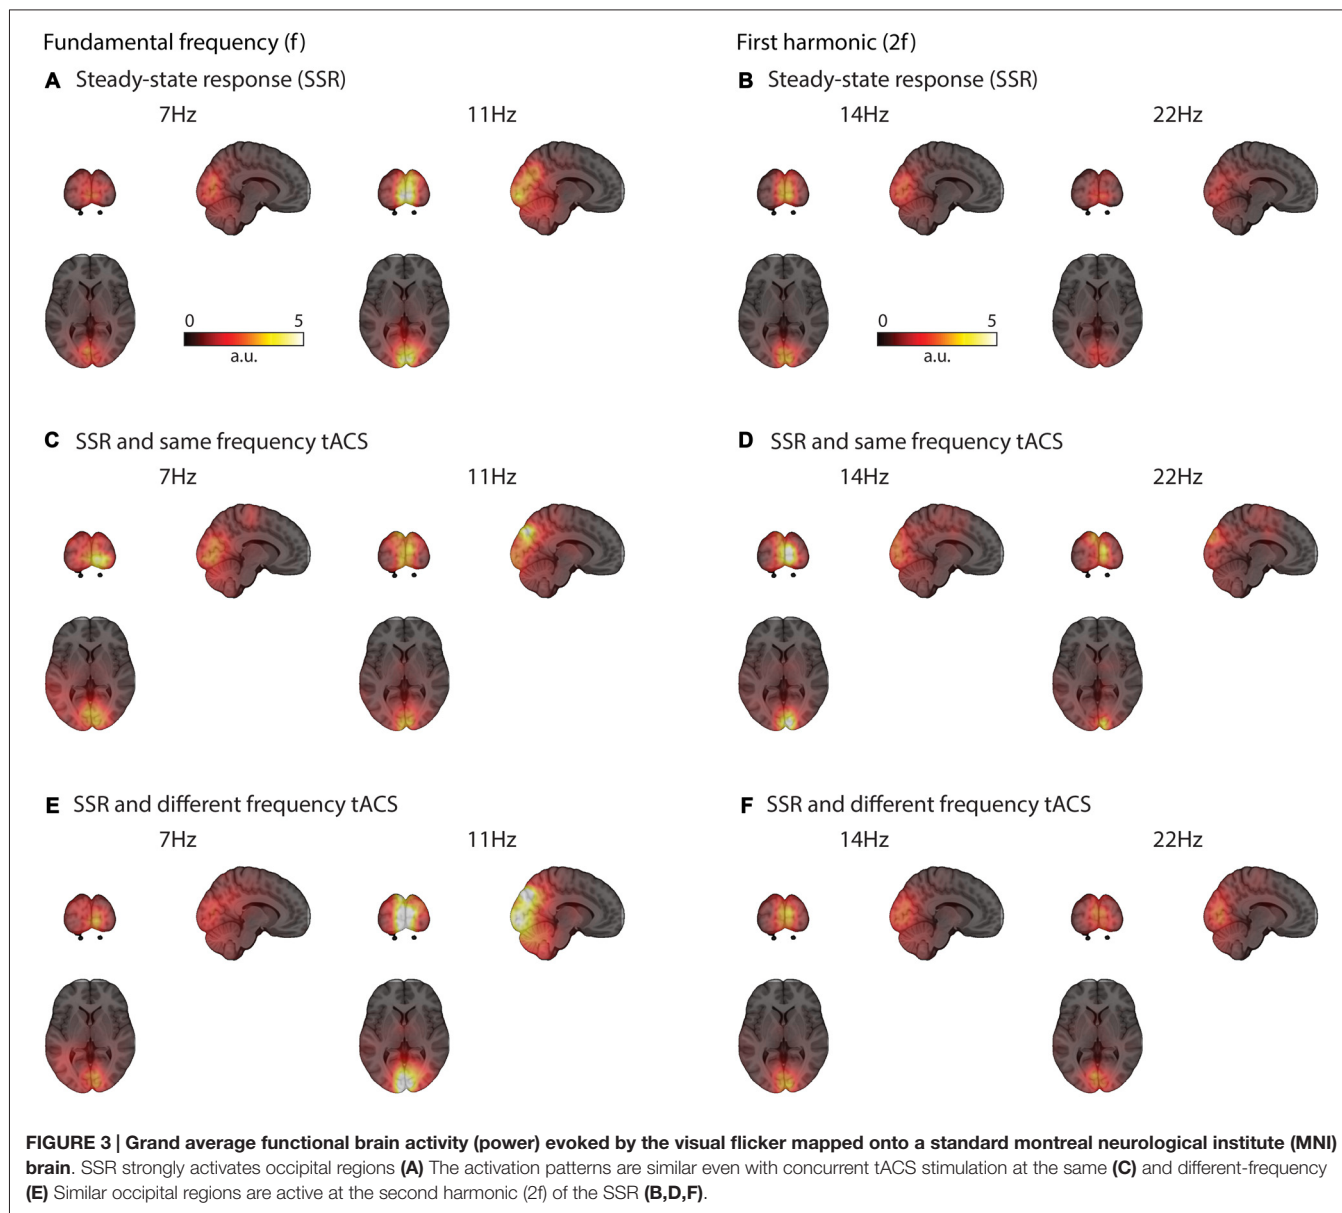 Fundamental frequency (f)
First harmonic (2f)
A Steady-state response (SSR)
7Hz 11Hz
0 5
a.u.
B Steady-state response (SSR)
14Hz 22Hz
0 5
a.u.
C SSR and same frequency tACS
7Hz 11Hz
D SSR and same frequency tACS
14Hz 22Hz
E SSR and different frequency tACS
7Hz 11Hz
F SSR and different frequency tACS
14Hz 22Hz
FIGURE 3 | Grand average functional brain activity (power) evoked by the visual flicker mapped onto a standard montreal neurological institute (MNI)
brain. SSR strongly activates occipital regions (A) The activation patterns are similar even with concurrent tACS stimulation at the same (C) and different-frequency
(E) Similar occipital regions are active at the second harmonic (2f) of the SSR (B,D,F).